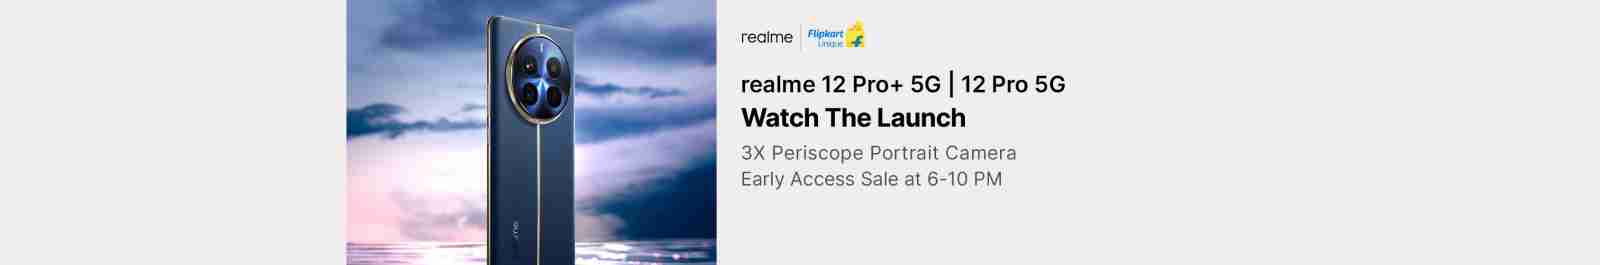 realme | Flipkart
Unique
realme 12 Pro+ 5G | 12 Pro 5G
Watch The Launch
3X Periscope Portrait Camera
Early Access Sale at 6-10 PM
realme